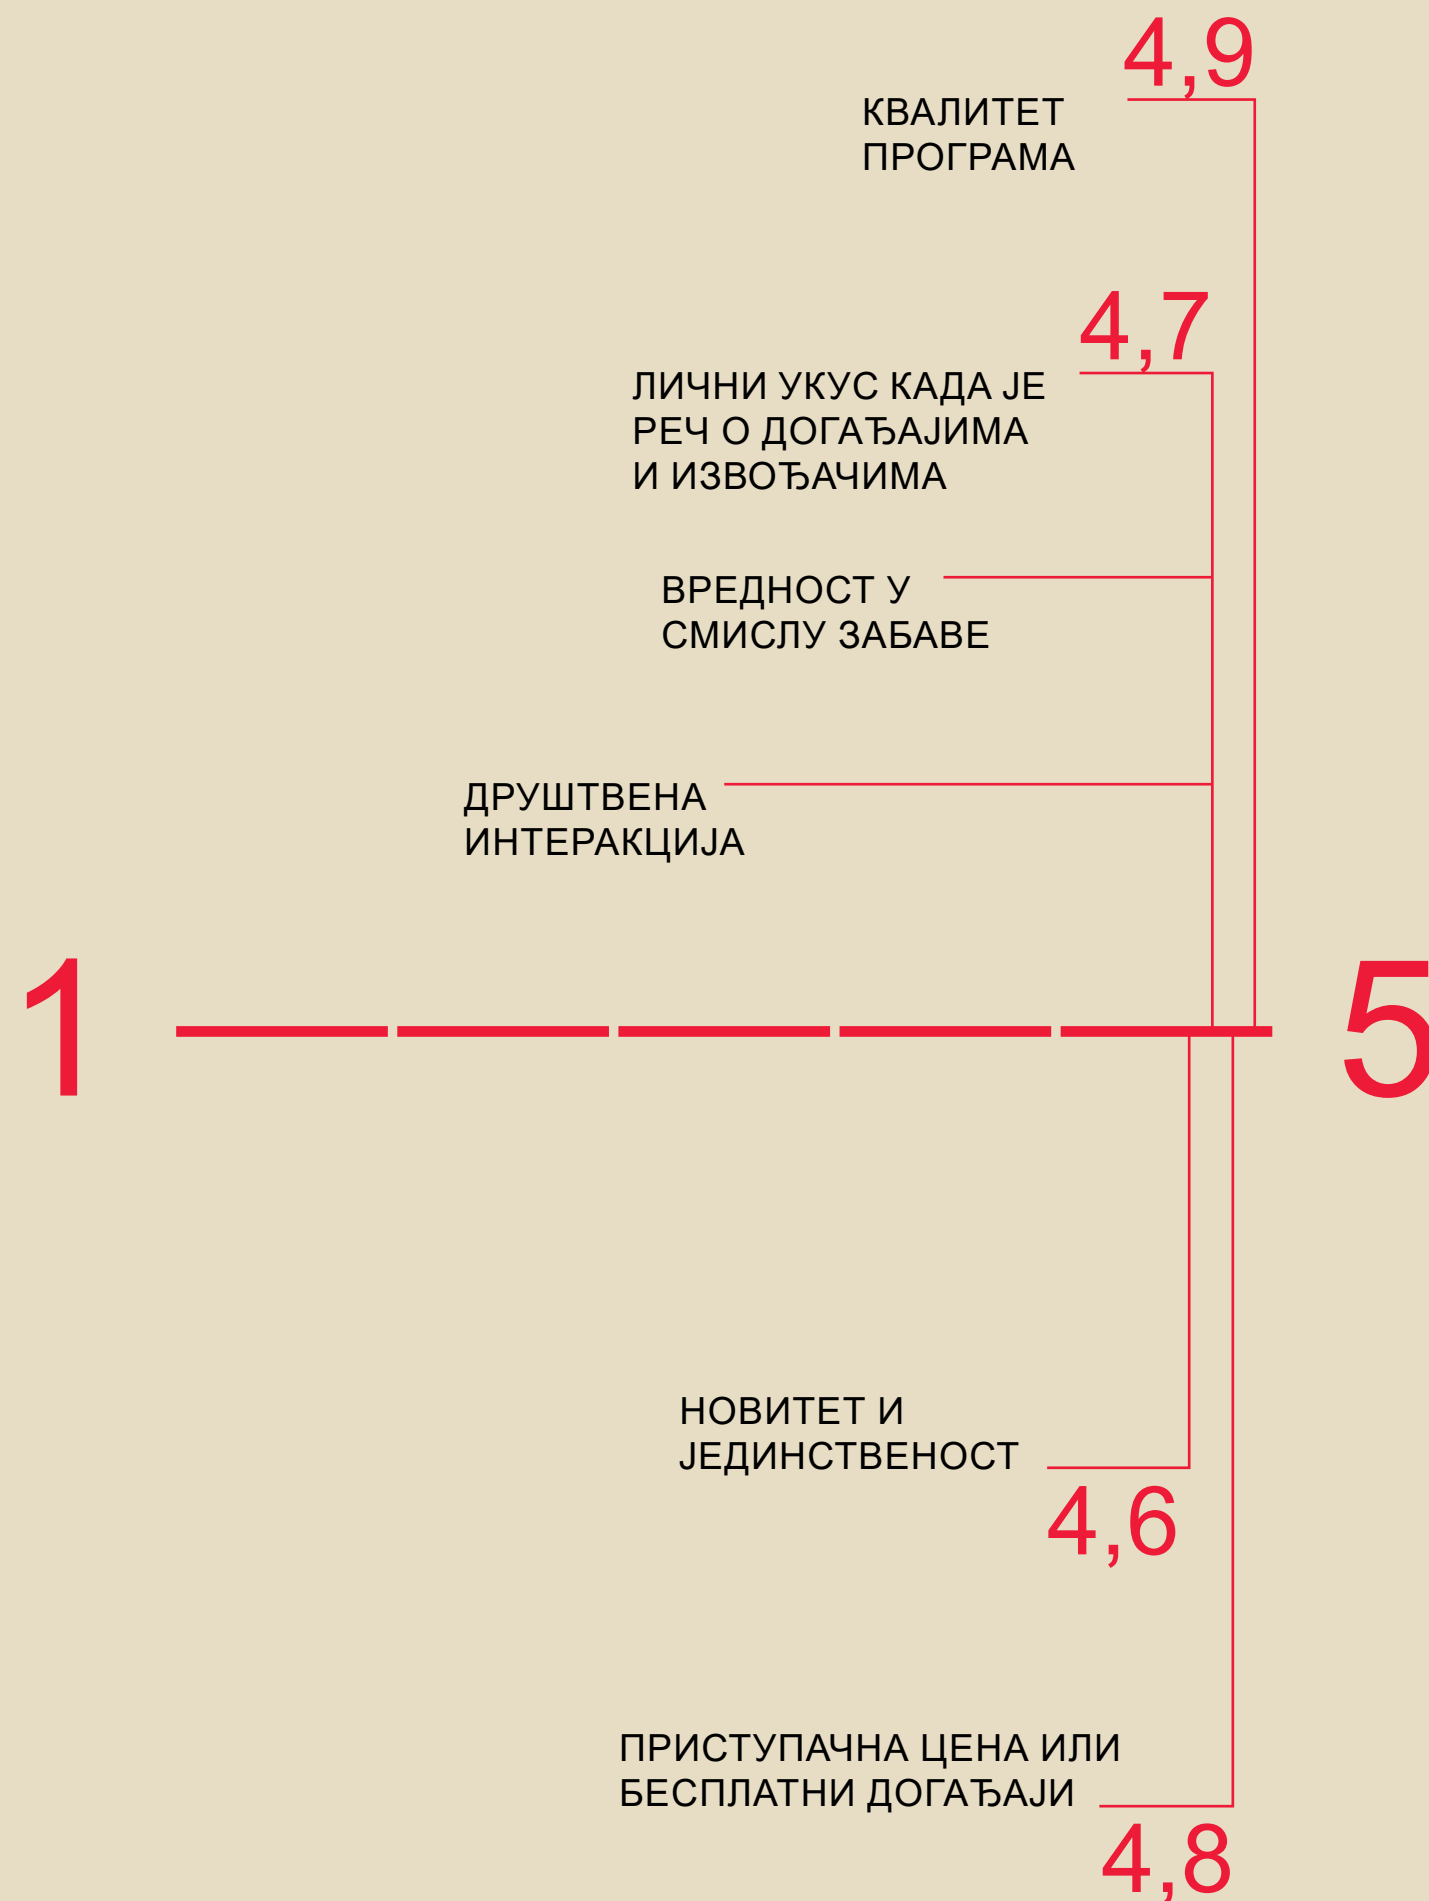 4,9
КВАЛИТЕТ
ПРОГРАМА
4,7
ЛИЧНИ УКУС КАДА ЈЕ
РЕЧ О ДОГАЂАЈИМА
И ИЗВОЂАЧИМА
ВРЕДНОСТ У
СМИСЛУ ЗАБАВЕ
ДРУШТВЕНА
ИНТЕРАКЦИЈА
1
5
НОВИТЕТ И
ЈЕДИНСТВЕНОСТ
4,6
ПРИСТУПАЧНА ЦЕНА ИЛИ
БЕСПЛАТНИ ДОГАЂАЈИ
4,8